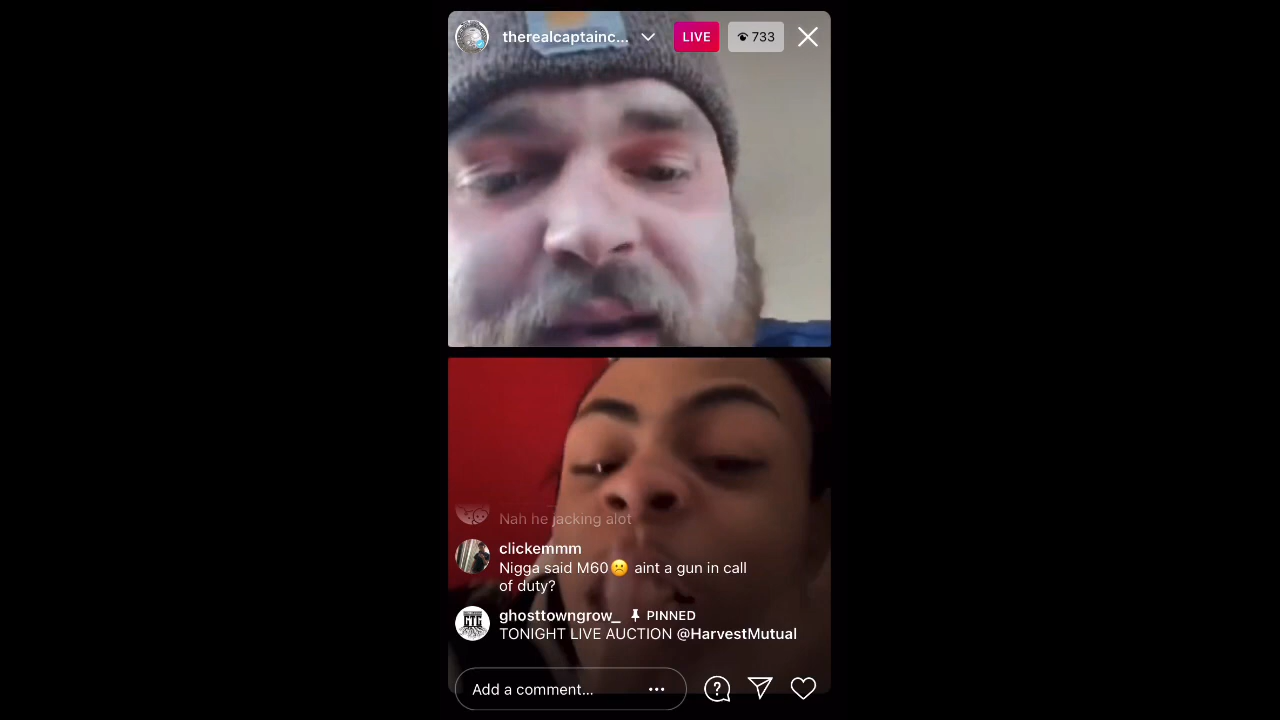 therealcaptainc...
LIVE
733
Nah he jacking alot
clickemmm
Nigga said M60☹️ aint a gun in call
of duty?
ghosttowngrow_ PINNED
TONIGHT LIVE AUCTION @HarvestMutual
Add a comment...